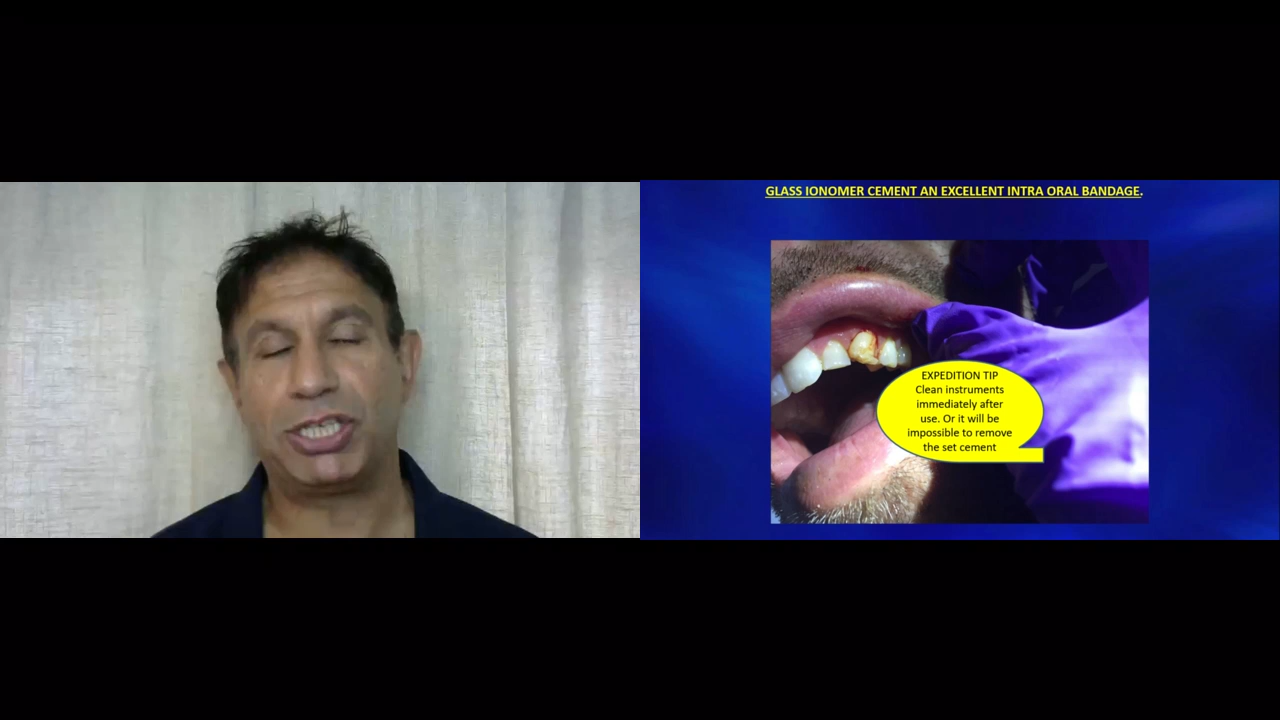 GLASS IONOMER CEMENT AN EXCELLENT INTRA ORAL BANDAGE.
EXPEDITION TIP
Clean instruments
immediately after
use. Or it will be
impossible to remove
the set cement